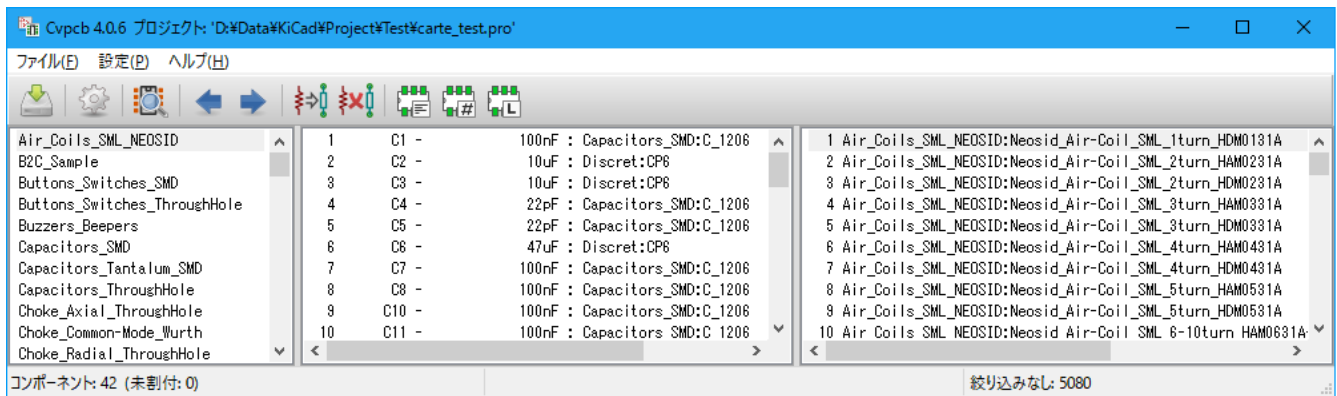 Cvpcb 4.0.6 プロジェクト: 'D:¥Data¥KiCad¥Project¥Test¥carte_test.pro'
ファイル(F) 設定(P) ヘルプ(H)
#
L
Air_Coils_SML_NEOSID
B2C_Sample
Buttons_Switches_SMD
Buttons_Switches_ThroughHole
Buzzers_Beepers
Capacitors_SMD
Capacitors_Tantalum_SMD
Capacitors_ThroughHole
Choke_Axial_ThroughHole
Choke_Common-Mode_Wurth
Choke_Radial_ThroughHole
1 C1 - 100nF : Capacitors_SMD:C_1206
2 C2 - 10uF : Discret:CP6
3 C3 - 10uF : Discret:CP6
4 C4 - 22pF : Capacitors_SMD:C_1206
5 C5 - 22pF : Capacitors_SMD:C_1206
6 C6 - 47uF : Discret:CP6
7 C7 - 100nF : Capacitors_SMD:C_1206
8 C8 - 100nF : Capacitors_SMD:C_1206
9 C10 - 100nF : Capacitors_SMD:C_1206
10 C11 - 100nF : Capacitors_SMD:C_1206
1 Air_Coils_SML_NEOSID:Neosid_Air-Coil_SML_1turn_HDM0131A
2 Air_Coils_SML_NEOSID:Neosid_Air-Coil_SML_2turn_HAM0231A
3 Air_Coils_SML_NEOSID:Neosid_Air-Coil_SML_2turn_HDM0231A
4 Air_Coils_SML_NEOSID:Neosid_Air-Coil_SML_3turn_HAM0331A
5 Air_Coils_SML_NEOSID:Neosid_Air-Coil_SML_3turn_HDM0331A
6 Air_Coils_SML_NEOSID:Neosid_Air-Coil_SML_4turn_HAM0431A
7 Air_Coils_SML_NEOSID:Neosid_Air-Coil_SML_4turn_HDM0431A
8 Air_Coils_SML_NEOSID:Neosid_Air-Coil_SML_5turn_HAM0531A
9 Air_Coils_SML_NEOSID:Neosid_Air-Coil_SML_5turn_HDM0531A
10 Air_Coils_SML_NEOSID:Neosid_Air-Coil_SML_6-10turn_HAM0631A-
コンポーネント: 42 (未割付: 0)
絞り込みなし: 5080